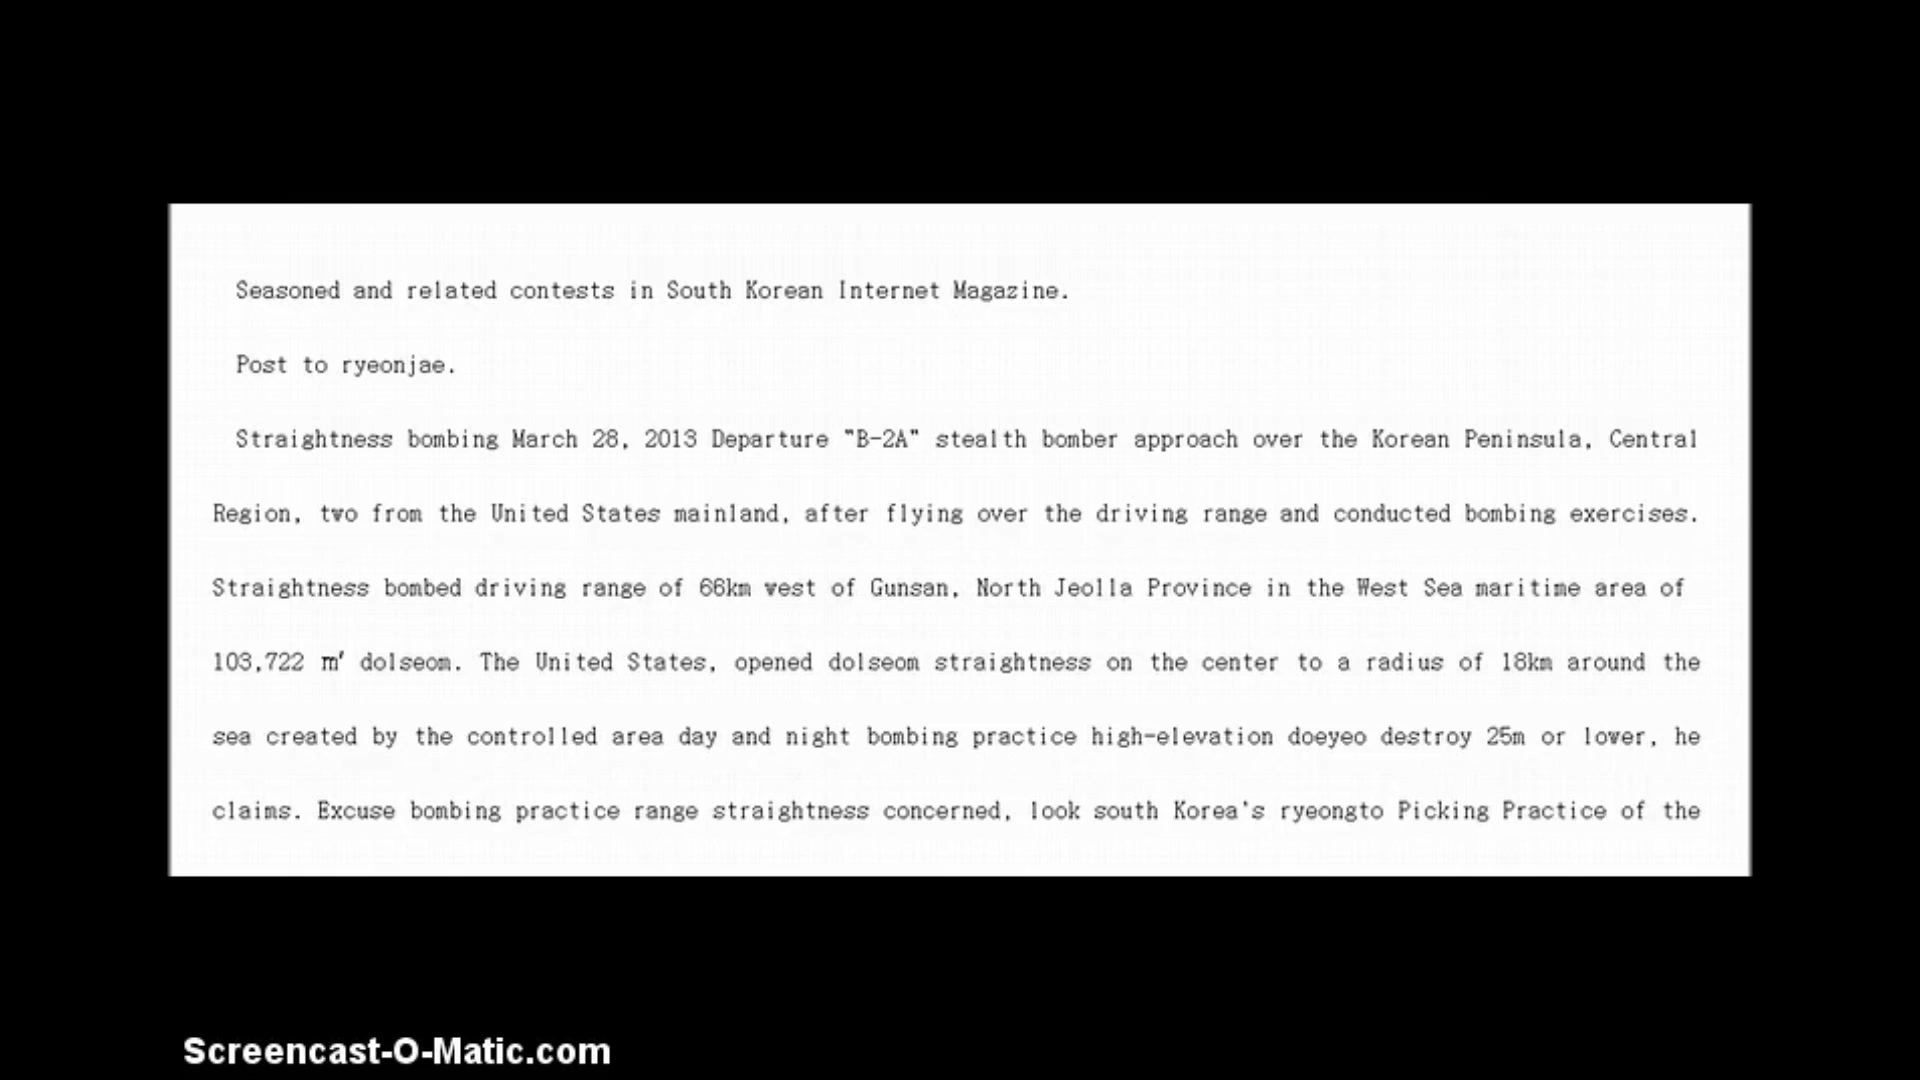 Seasoned and related contests in South Korean Internet Magazine.
Post to ryeonjae.
Straightness bombing March 28, 2013 Departure "B-2A" stealth bomber approach over the Korean Peninsula, Central
Region, two from the United States mainland, after flying over the driving range and conducted bombing exercises.
Straightness bombed driving range of 66km west of Gunsan, North Jeolla Province in the West Sea maritime area of
103,722 m' dolseom. The United States, opened dolseom straightness on the center to a radius of 18km around the
sea created by the controlled area day and night bombing practice high-elevation doeyeo destroy 25m or lower, he
claims. Excuse bombing practice range straightness concerned, look south Korea's ryeongto Picking Practice of the
Screencast-O-Matic.com